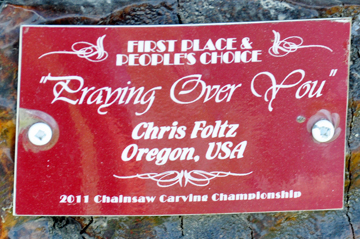 FIRST PLACE &
PEOPLE'S CHOICE
"Praying Over You"
Chris Foltz
Oregon, USA
2011 Chainsaw Carving Championship